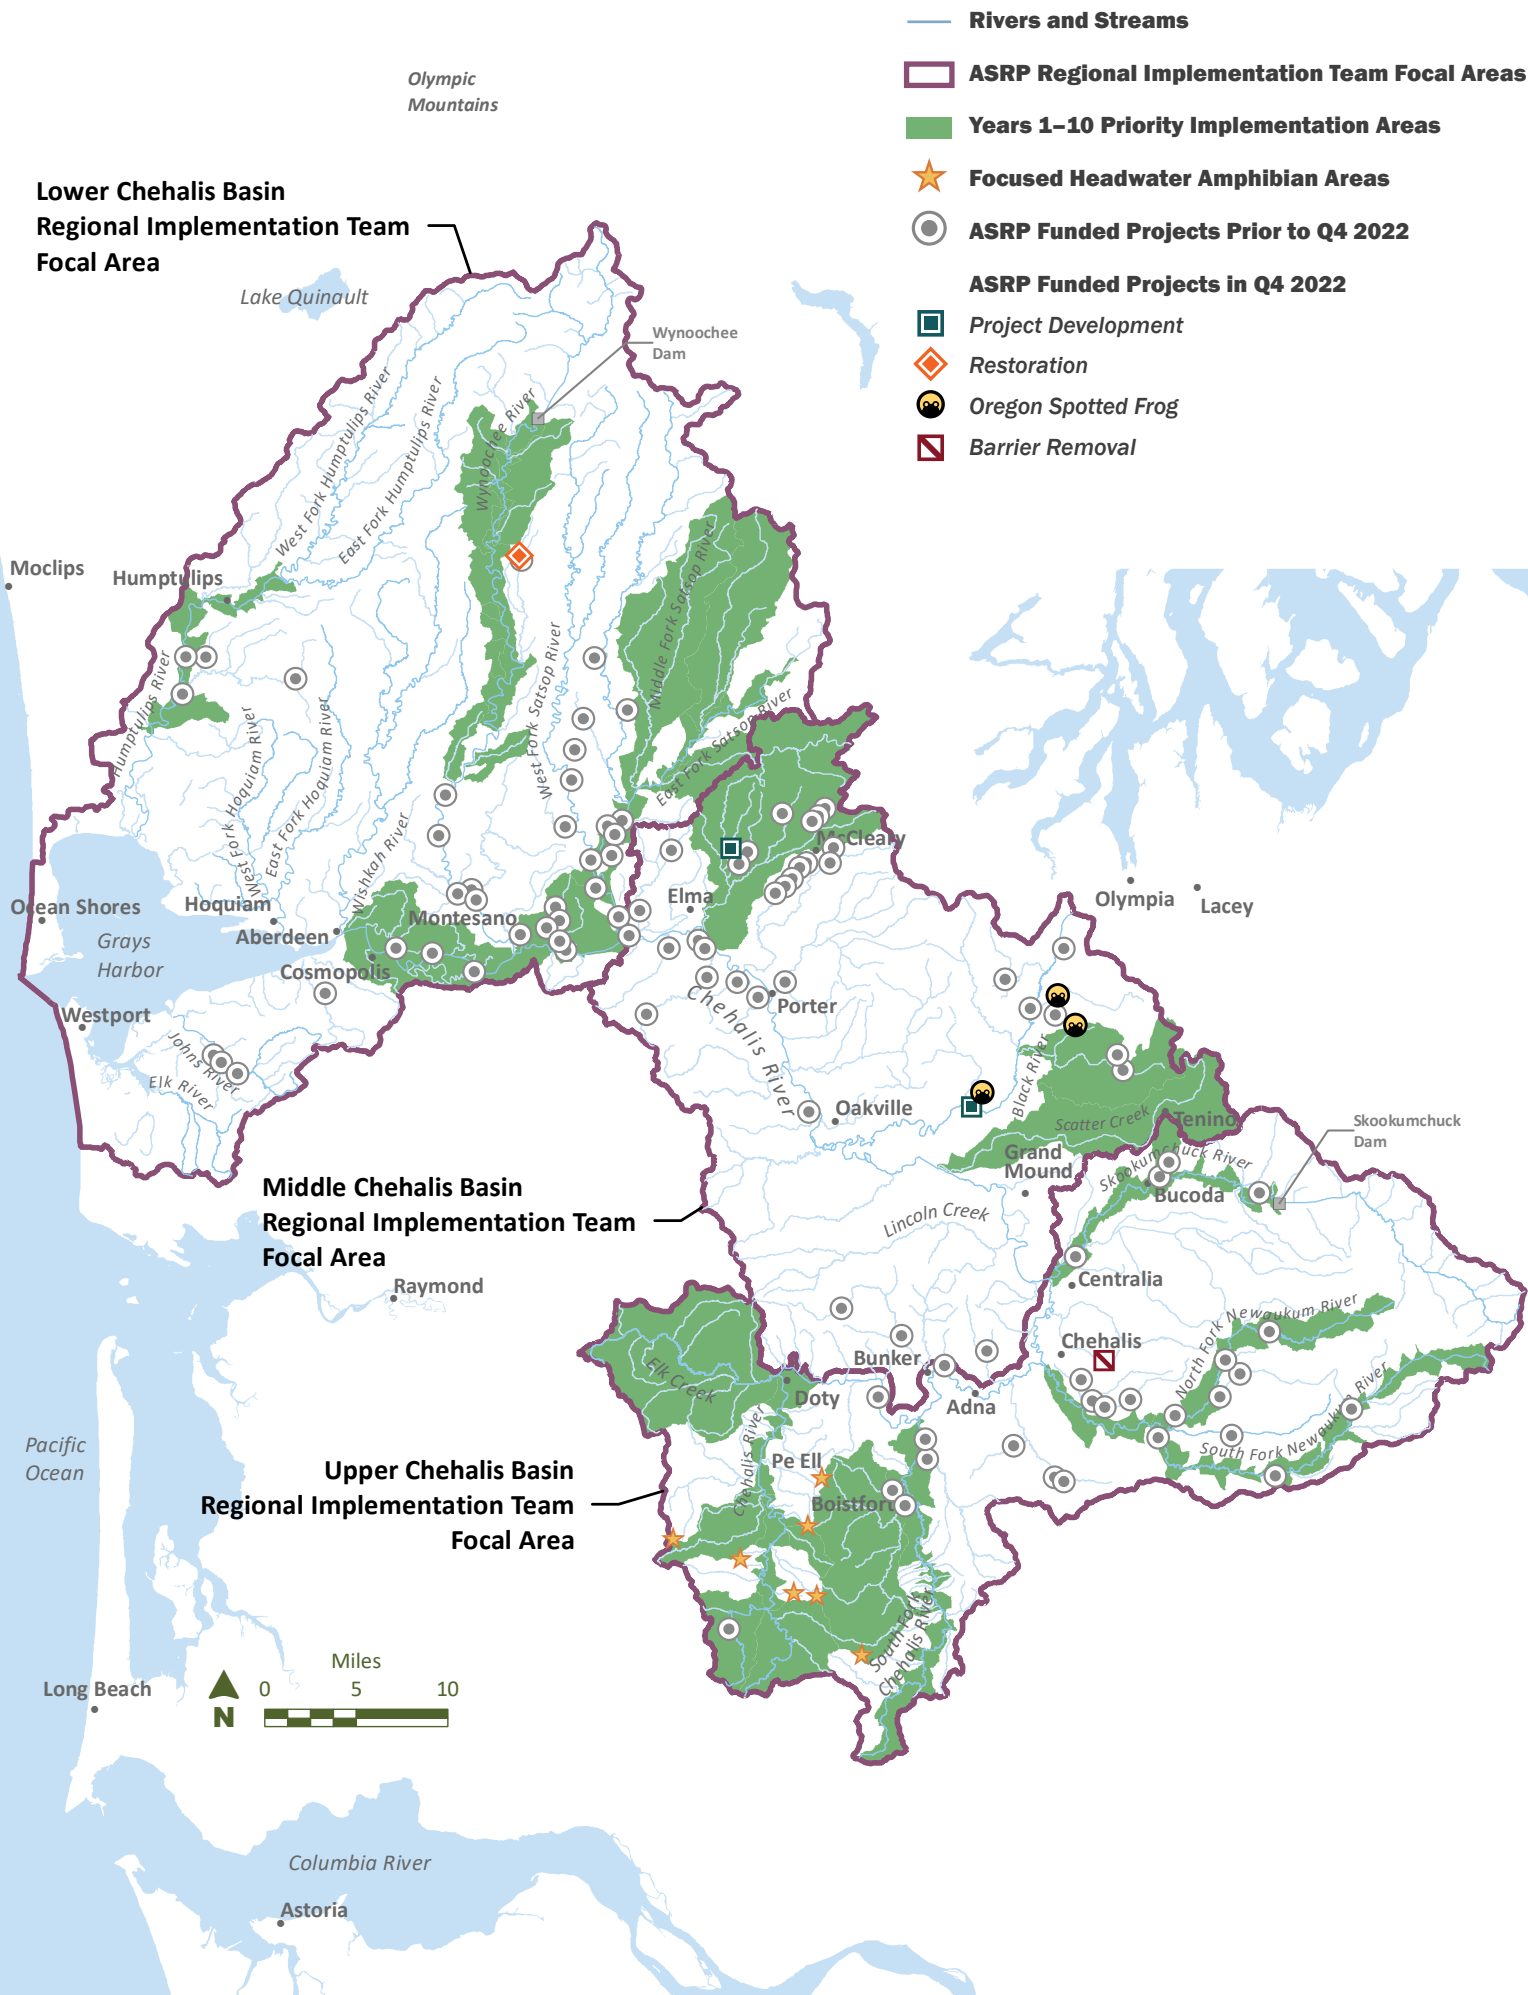 Rivers and Streams
ASRP Regional Implementation Team Focal Areas
Years 1–10 Priority Implementation Areas
Focused Headwater Amphibian Areas
ASRP Funded Projects Prior to Q4 2022
ASRP Funded Projects in Q4 2022
Project Development
Restoration
Oregon Spotted Frog
Barrier Removal
Olympic
Mountains
Lower Chehalis Basin
Regional Implementation Team
Focal Area
Lake Quinault
Wynoochee
Dam
West Fork Humptulips River
East Fork Humptulips River
Wynoochee River
Moclips
Humptulips
Middle Fork Satsop River
Humptulips River
West Fork Satsop River
East Fork Satsop River
West Fork Hoquiam River
East Fork Hoquiam River
Wishkah River
McCleary
Elma
Ocean Shores
Hoquiam
Montesano
Olympia
Lacey
Grays
Harbor
Aberdeen
Cosmopolis
Westport
Porter
Chehalis River
Johns River
Elk River
Black River
Oakville
Scatter Creek
Tenino
Skookumchuck
Dam
Grand
Mound
Skookumchuck River
Bucoda
Middle Chehalis Basin
Regional Implementation Team
Focal Area
Lincoln Creek
Raymond
Centralia
North Fork Newaukum River
Chehalis
Bunker
Elk Creek
Doty
Adna
South Fork Newaukum River
Pacific
Ocean
Chehalis River
Pe Ell
Upper Chehalis Basin
Regional Implementation Team
Focal Area
Boistfort
South Fork
Chehalis River
Miles
0 5 10
N
Long Beach
Columbia River
Astoria